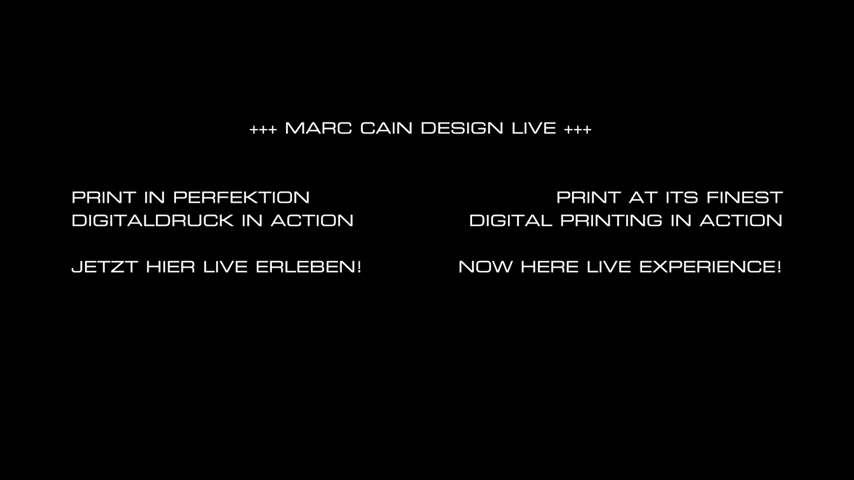 +++ MARC CAIN DESIGN LIVE +++
PRINT IN PERFEKTION
DIGITALDRUCK IN ACTION
JETZT HIER LIVE ERLEBEN!
PRINT AT ITS FINEST
DIGITAL PRINTING IN ACTION
NOW HERE LIVE EXPERIENCE!